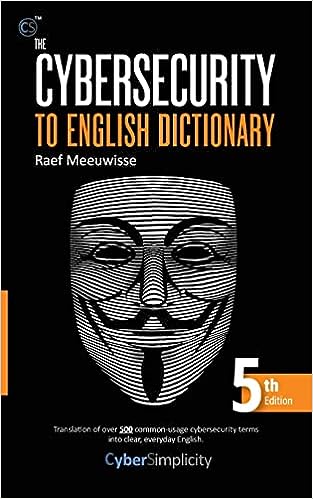 CS™
THE
CYBERSECURITY
TO ENGLISH DICTIONARY
Raef Meeuwisse
5th
Edition
Translation of over 500 common-usage cybersecurity terms
into clear, everyday English.
CyberSimplicity